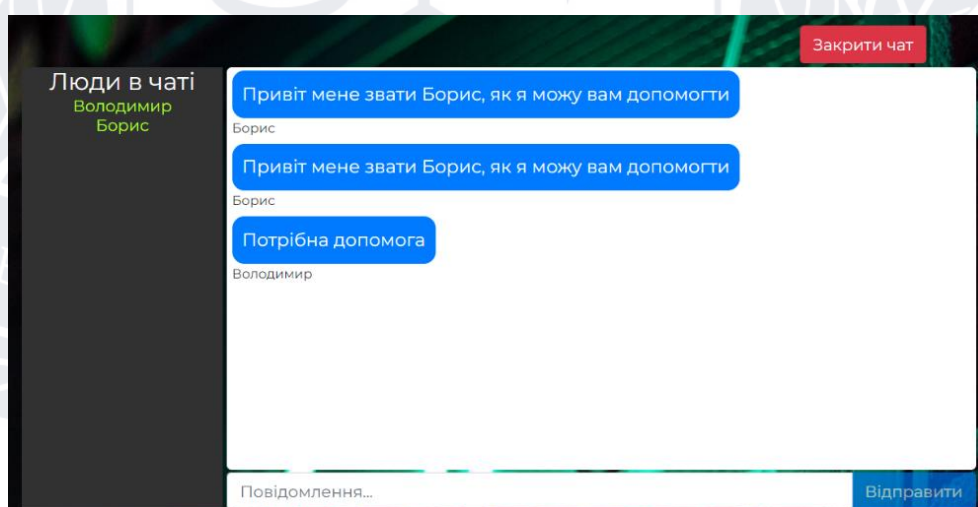 Закрити чат
Люди в чаті
Володимир
Борис
Привіт мене звати Борис, як я можу вам допомогти
Борис
Привіт мене звати Борис, як я можу вам допомогти
Борис
Потрібна допомога
Володимир
Повідомлення...
Відправити